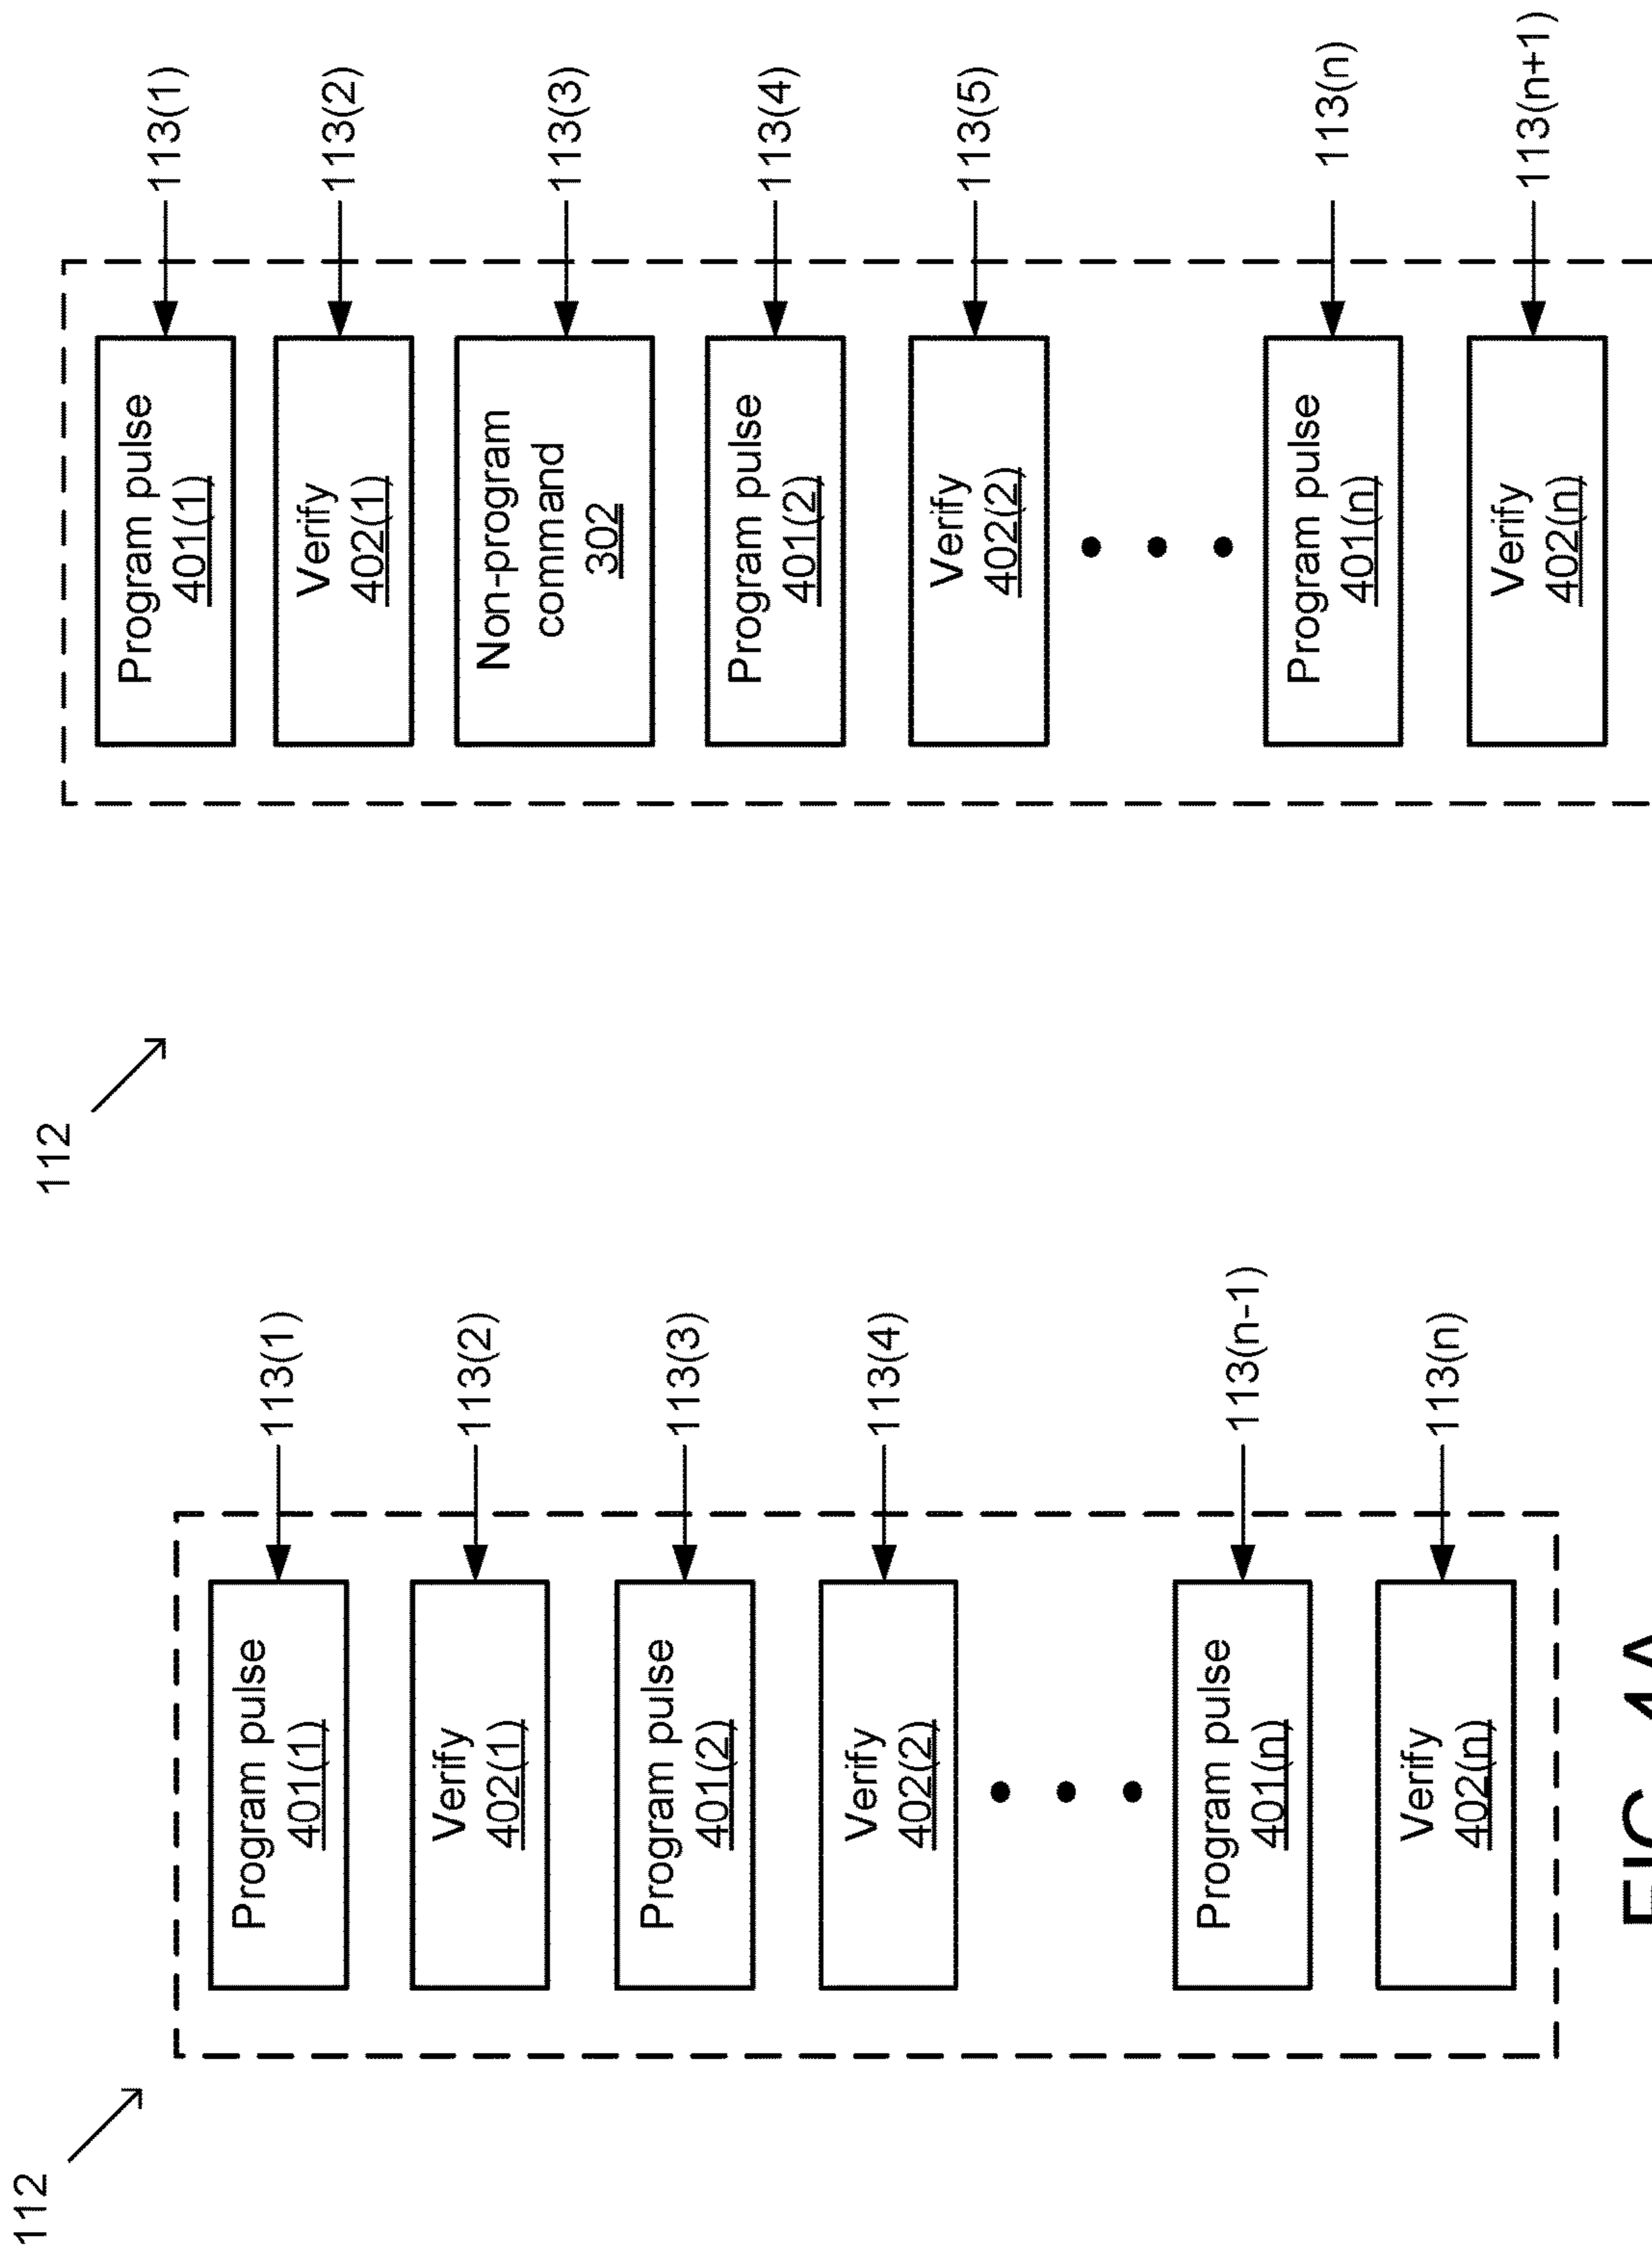 112
Program pulse
401(1)
113(1)
Verify
402(1)
113(2)
Program pulse
401(2)
113(3)
Verify
402(2)
113(4)
Program pulse
401(n)
113(n-1)
Verify
402(n)
113(n)
FIG. 4A
112
Program pulse
401(1)
113(1)
Verify
402(1)
113(2)
Non-program
command
302
113(3)
Program pulse
401(2)
113(4)
Verify
402(2)
113(5)
Program pulse
401(n)
113(n)
Verify
402(n)
113(n+1)